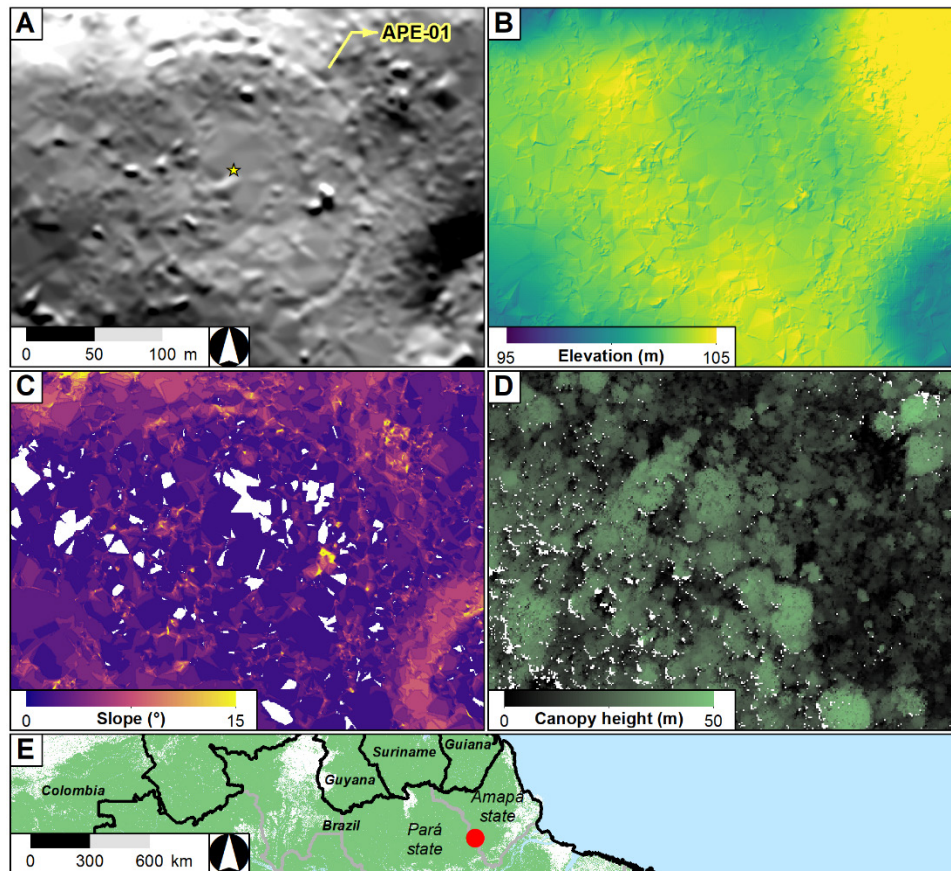 A
APE-01
0 50 100 m
B
95 Elevation (m) 105
C
0 Slope (°) 15
D
0 Canopy height (m) 50
E
Colombia
Guyana
Suriname
Guiana
Brazil
Pará
state
Amapá
state
0 300 600 km